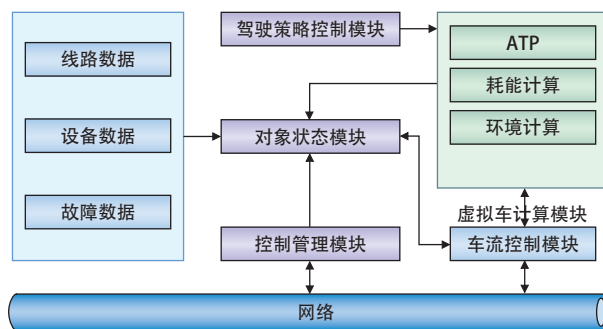 驾驶策略控制模块
线路数据
设备数据
故障数据
ATP
耗能计算
环境计算
对象状态模块
虚拟车计算模块
控制管理模块
车流控制模块
网络